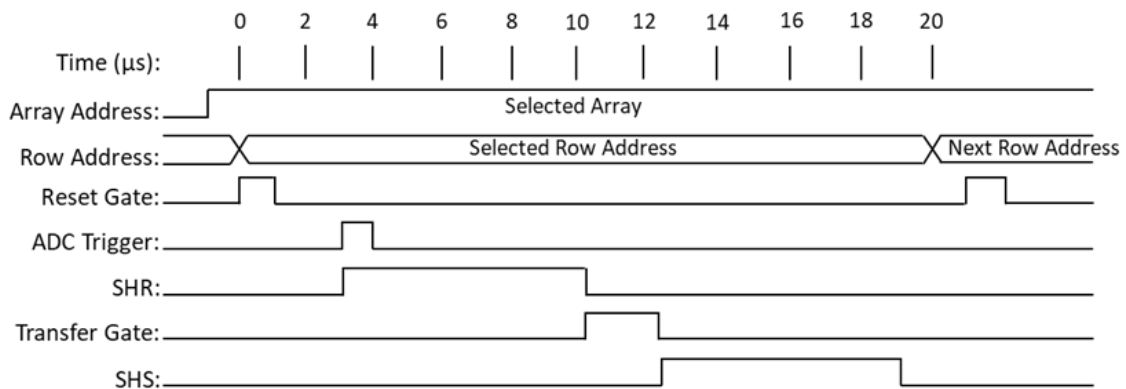 0 2 4 6 8 10 12 14 16 18 20
Time (µs):
Array Address: Selected Array
Row Address: Selected Row Address Next Row Address
Reset Gate:
ADC Trigger:
SHR:
Transfer Gate:
SHS: